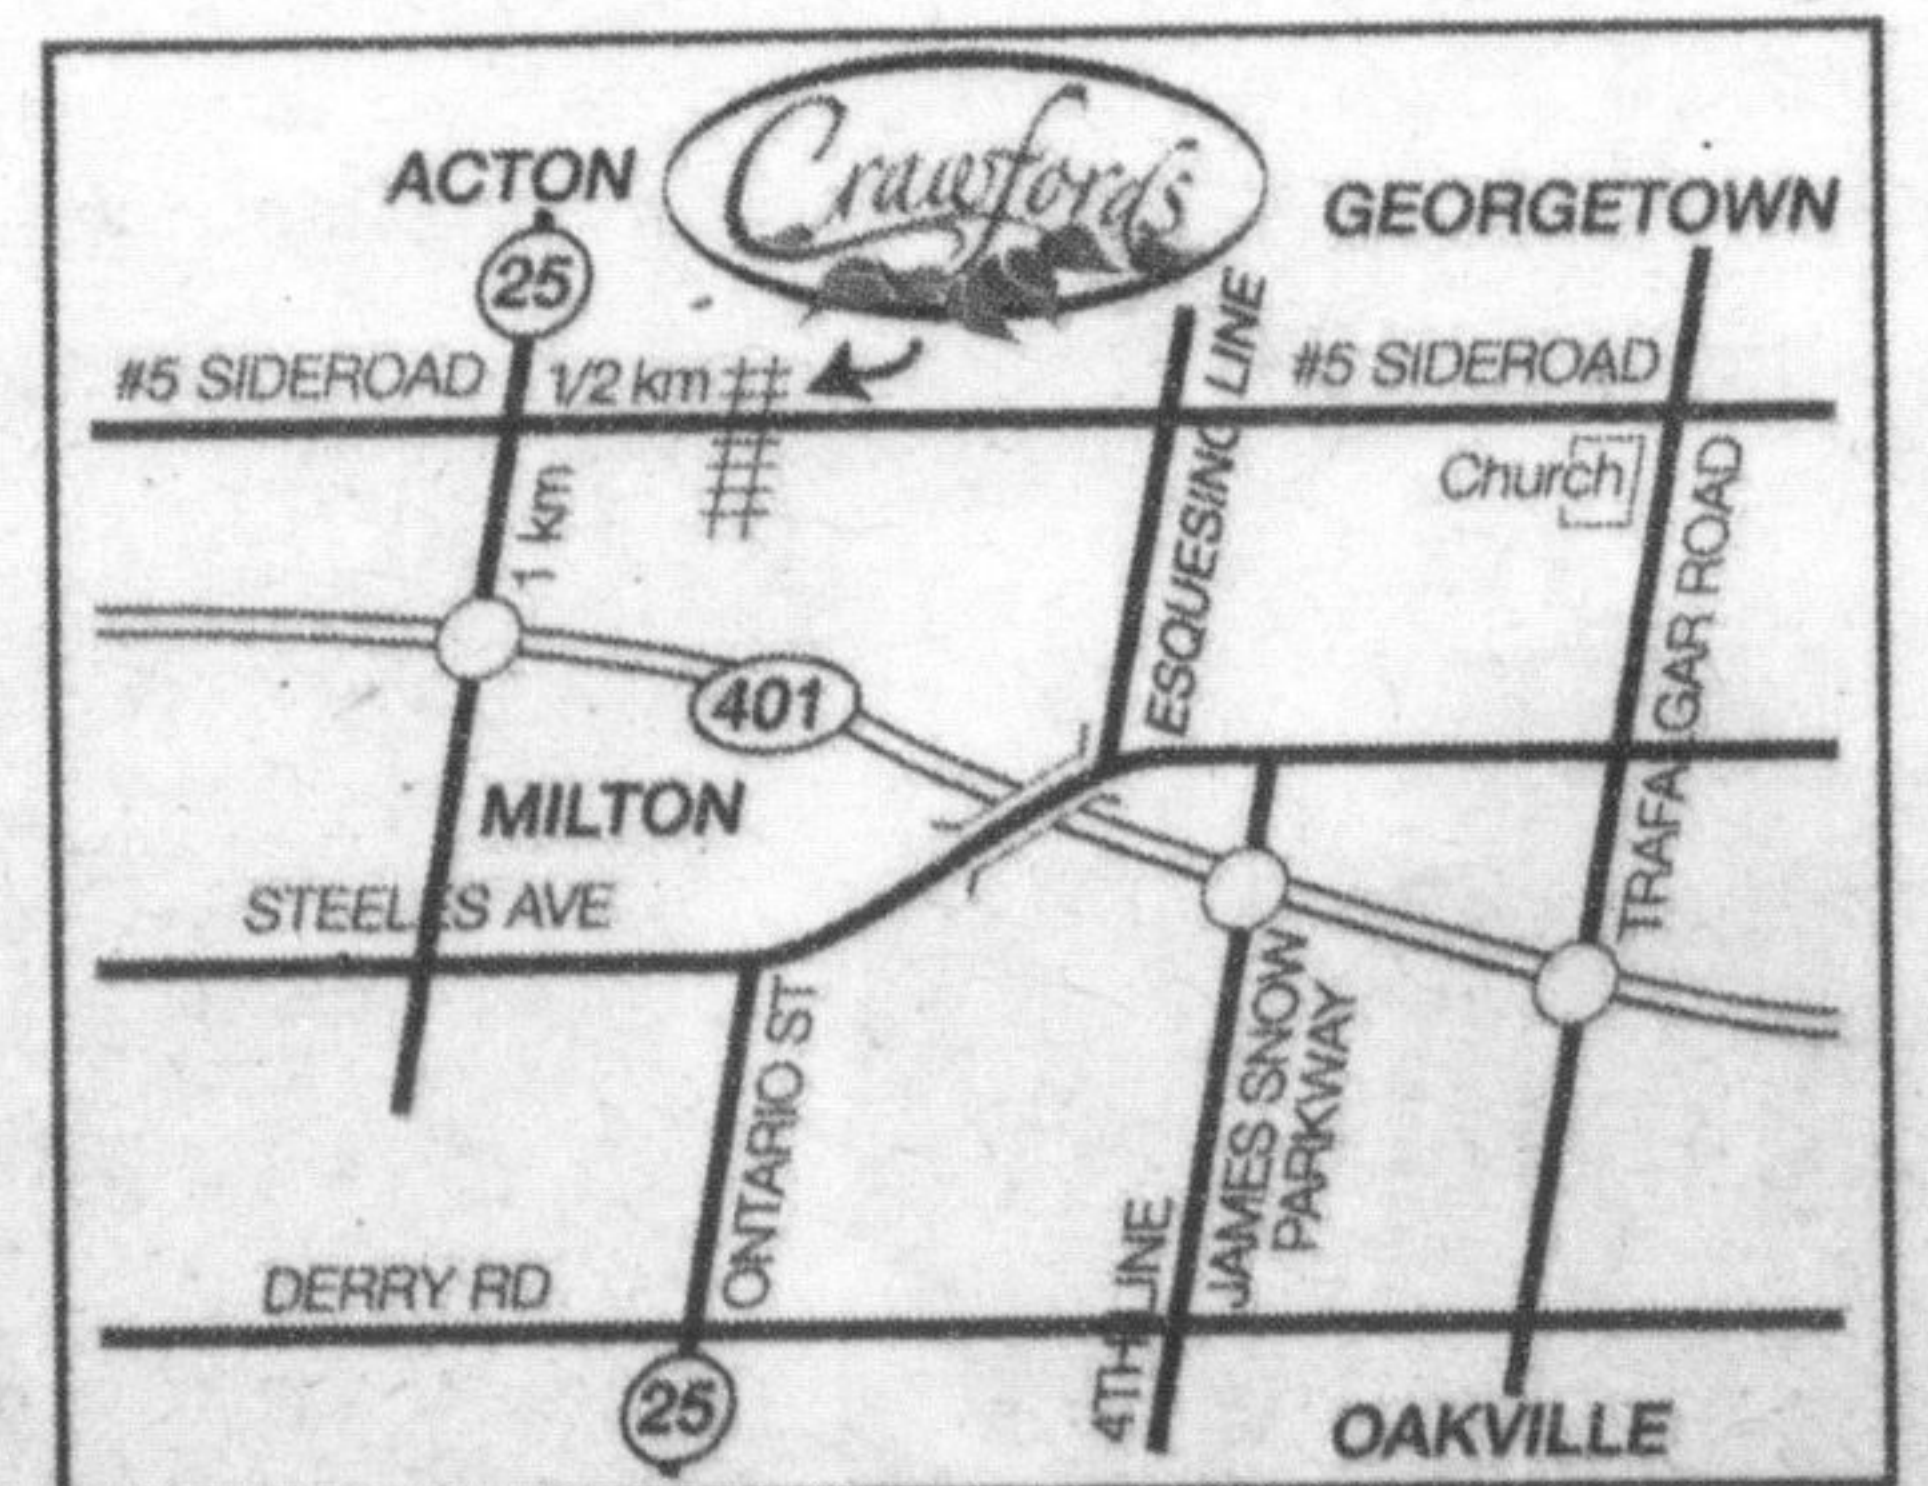 ACTON
Crawford's
GEORGETOWN
25
#5 SIDEROAD
1/2 km
#5 SIDEROAD
ESQUESING LINE
Church
1 km
TRAFALGAR ROAD
401
MILTON
STEELES AVE
ONTARIO ST
JAMES SNOW
PARKWAY
4TH LINE
DERRY RD
25
OAKVILLE